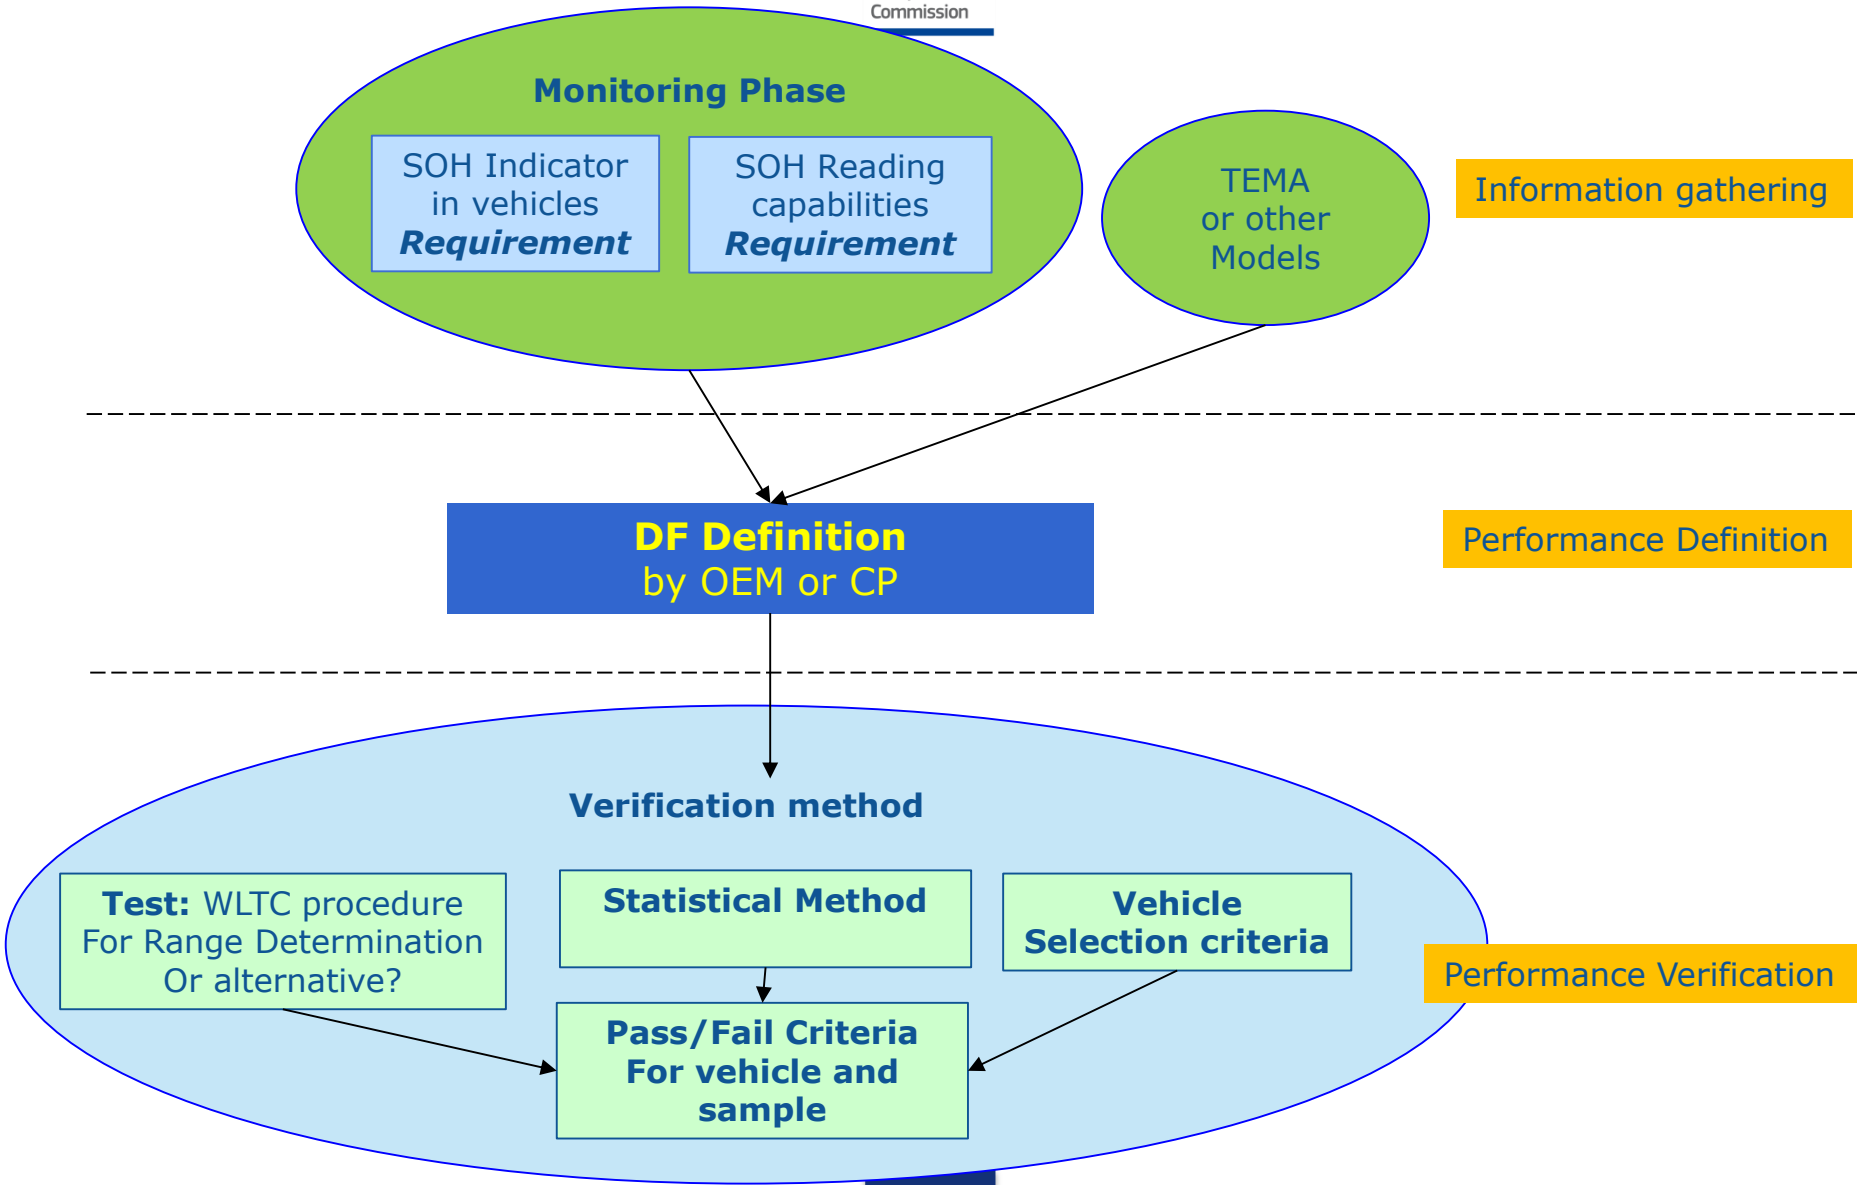 Commission
Monitoring Phase
SOH Indicator
in vehicles
Requirement
SOH Reading
capabilities
Requirement
TEMA
or other
Models
Information gathering
DF Definition
by OEM or CP
Performance Definition
Verification method
Test: WLTC procedure
For Range Determination
Or alternative?
Statistical Method
Vehicle
Selection criteria
Performance Verification
Pass/Fail Criteria
For vehicle and
sample